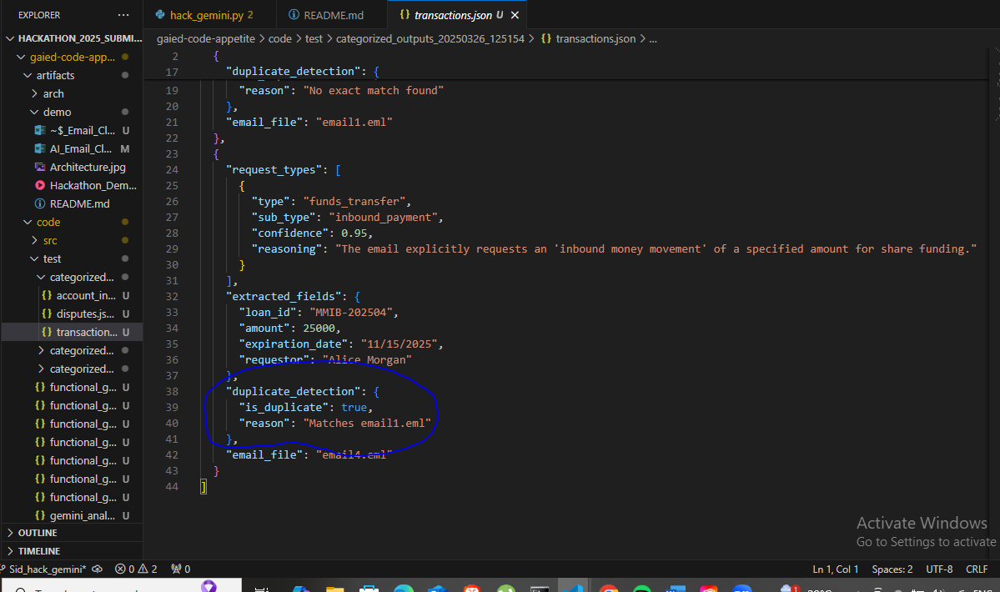 EXPLORER
HACKATHON_2025_SUBMI...
gaied-code-app...
artifacts
arch
demo
~$_Email_Cl... U
AI_Email_Cl... M
Architecture.jpg
Hackathon_Dem...
README.md
code
src
test
categorized...
account_in... U
disputes.js... U
transaction... U
categorized...
categorized...
functional_g... U
functional_g... U
functional_g... U
functional_g... U
functional_g... U
functional_g... U
functional_g... U
gemini_anal... U
OUTLINE
TIMELINE
hack_gemini.py 2
README.md
transactions.json U
gaied-code-appetite > code > test > categorized_outputs_20250326_125154 > {} transactions.json > ...
2 {
17 "duplicate_detection": {
19 "reason": "No exact match found"
20 },
21 "email_file": "email1.eml"
22 },
23 {
24 "request_types": [
25 {
26 "type": "funds_transfer",
27 "sub_type": "inbound_payment",
28 "confidence": 0.95,
29 "reasoning": "The email explicitly requests an 'inbound money movement' of a specified amount for share funding."
30 }
31 ],
32 "extracted_fields": {
33 "loan_id": "MMIB-202504",
34 "amount": 25000,
35 "expiration_date": "11/15/2025",
36 "requestor": "Alice Morgan"
37 },
38 "duplicate_detection": {
39 "is_duplicate": true,
40 "reason": "Matches email1.eml"
41 },
42 "email_file": "email4.eml"
43 }
44 ]
Activate Windows
Go to Settings to activate
Sid_hack_gemini* 0 2 0
Ln 1, Col 1 Spaces: 2 UTF-8 CRLF